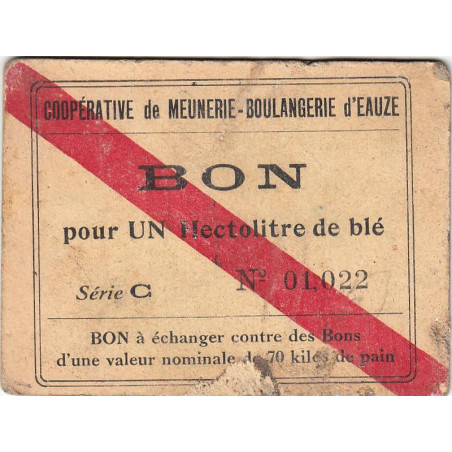 COOPÉRATIVE de MEUNERIE-BOULANGERIE d'EAUZE
BON
pour UN Hectolitre de blé
Série C Nº 01,022
BON à échanger contre des Bons
d'une valeur nominale de 70 kilos de pain